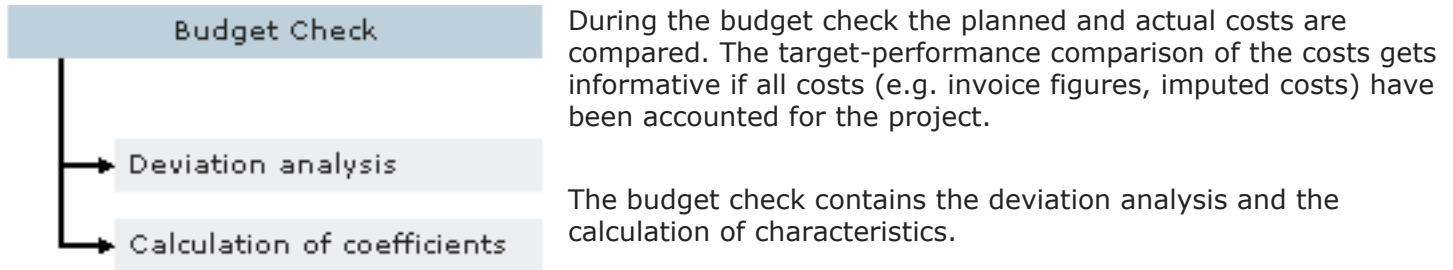 Budget Check
Deviation analysis
Calculation of coefficients
During the budget check the planned and actual costs are
compared. The target-performance comparison of the costs gets
informative if all costs (e.g. invoice figures, imputed costs) have
been accounted for the project.
The budget check contains the deviation analysis and the
calculation of characteristics.